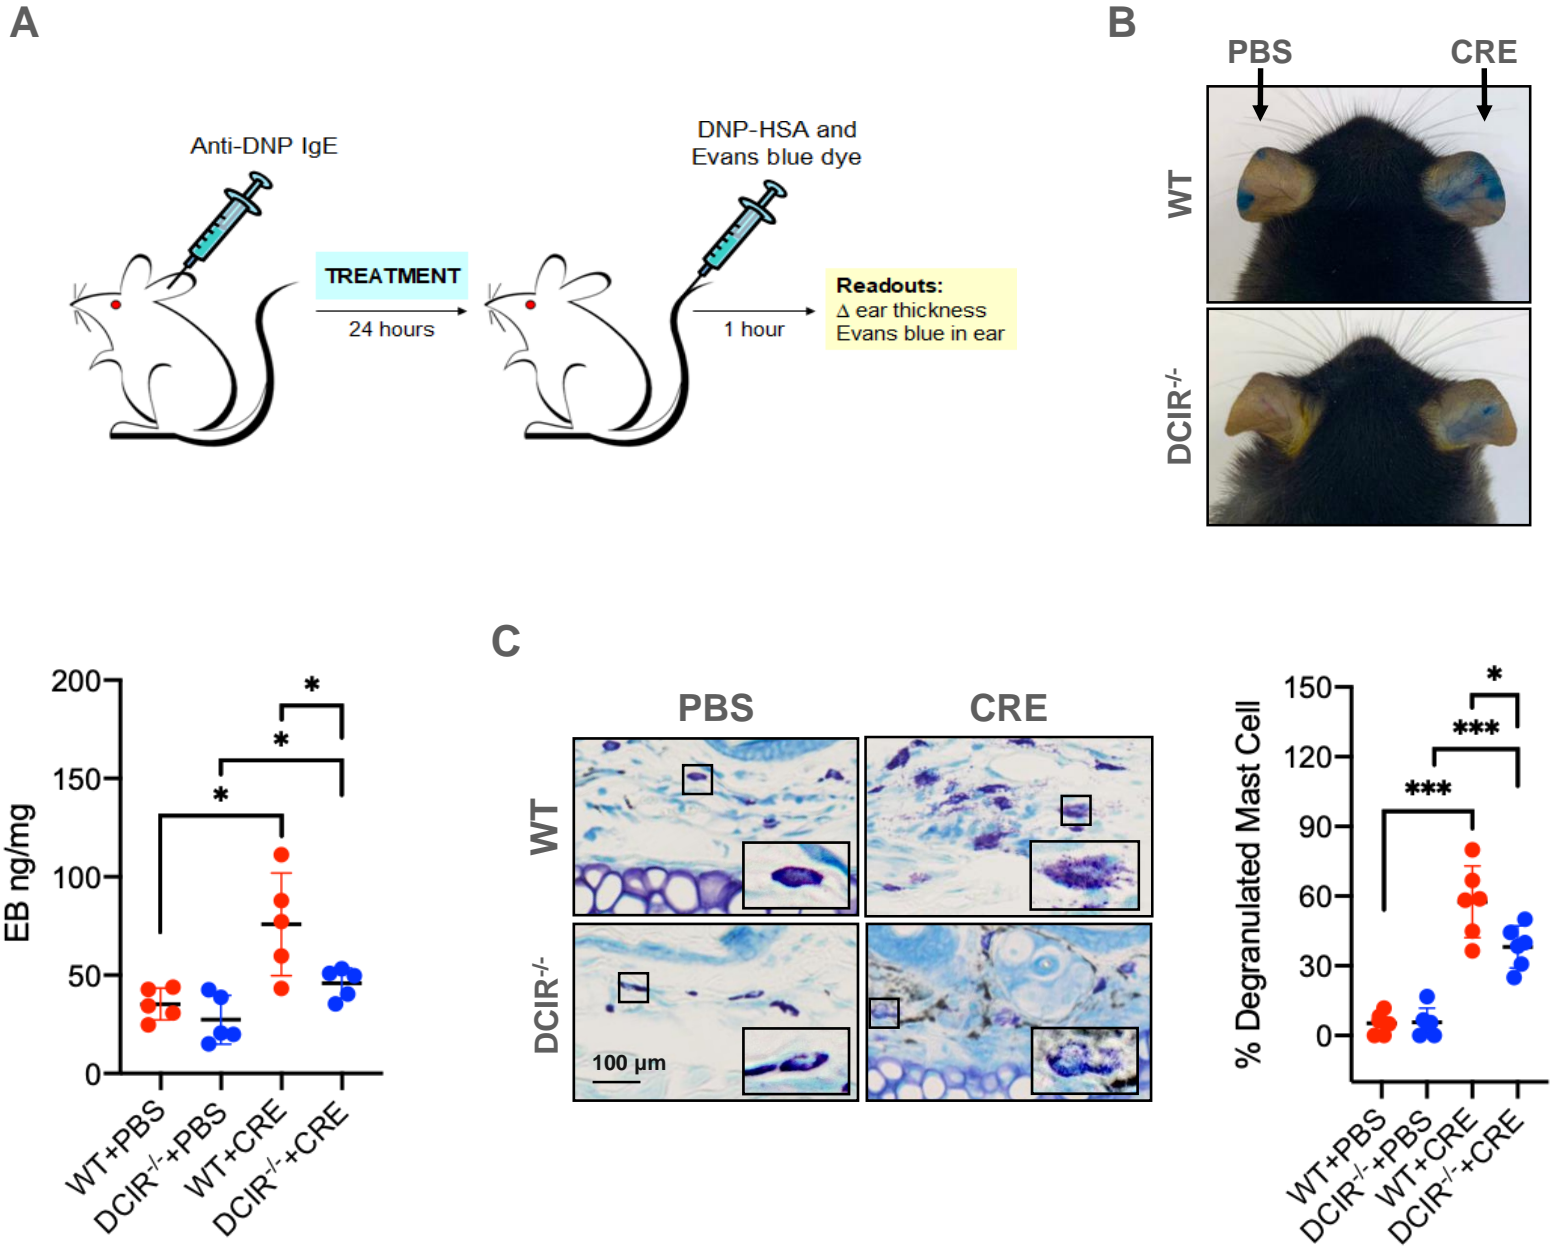 A
Anti-DNP IgE
TREATMENT
24 hours
DNP-HSA and
Evans blue dye
1 hour
Readouts:
Δ ear thickness
Evans blue in ear
B
PBS
CRE
WT
DCIR-/-
EB ng/mg
200
150
100
50
0
*
*
*
WT+PBS
DCIR-/-+PBS
WT+CRE
DCIR-/-+CRE
C
PBS
CRE
WT
DCIR-/-
100 µm
% Degranulated Mast Cell
150
120
90
60
30
0
*
***
***
WT+PBS
DCIR-/-+PBS
WT+CRE
DCIR-/-+CRE